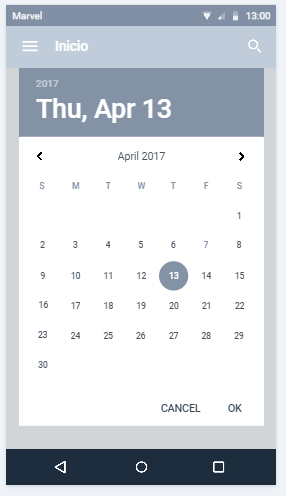 Marvel 13:00
Inicio
2017
Thu, Apr 13
April 2017
S M T W T F S
1
2 3 4 5 6 7 8
9 10 11 12 13 14 15
16 17 18 19 20 21 22
23 24 25 26 27 28 29
30
CANCEL OK